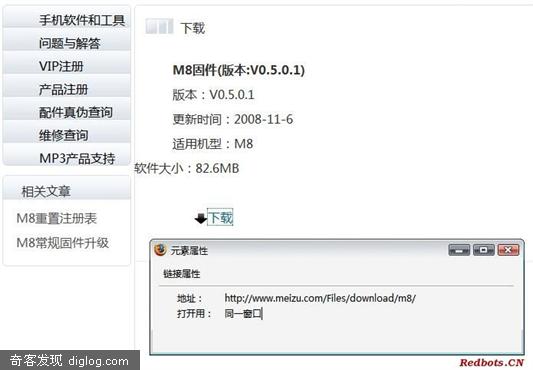 手机软件和工具
问题与解答
VIP注册
产品注册
配件真伪查询
维修查询
MP3产品支持
相关文章
M8重置注册表
M8常规固件升级
下载
M8固件(版本:V0.5.0.1)
版本：V0.5.0.1
更新时间：2008-11-6
适用机型：M8
软件大小：82.6MB
下载
元素属性
链接属性
地址： http://www.meizu.com/Files/download/m8/
打开用： 同一窗口
奇客发现 diglog.com
Redbots.CN